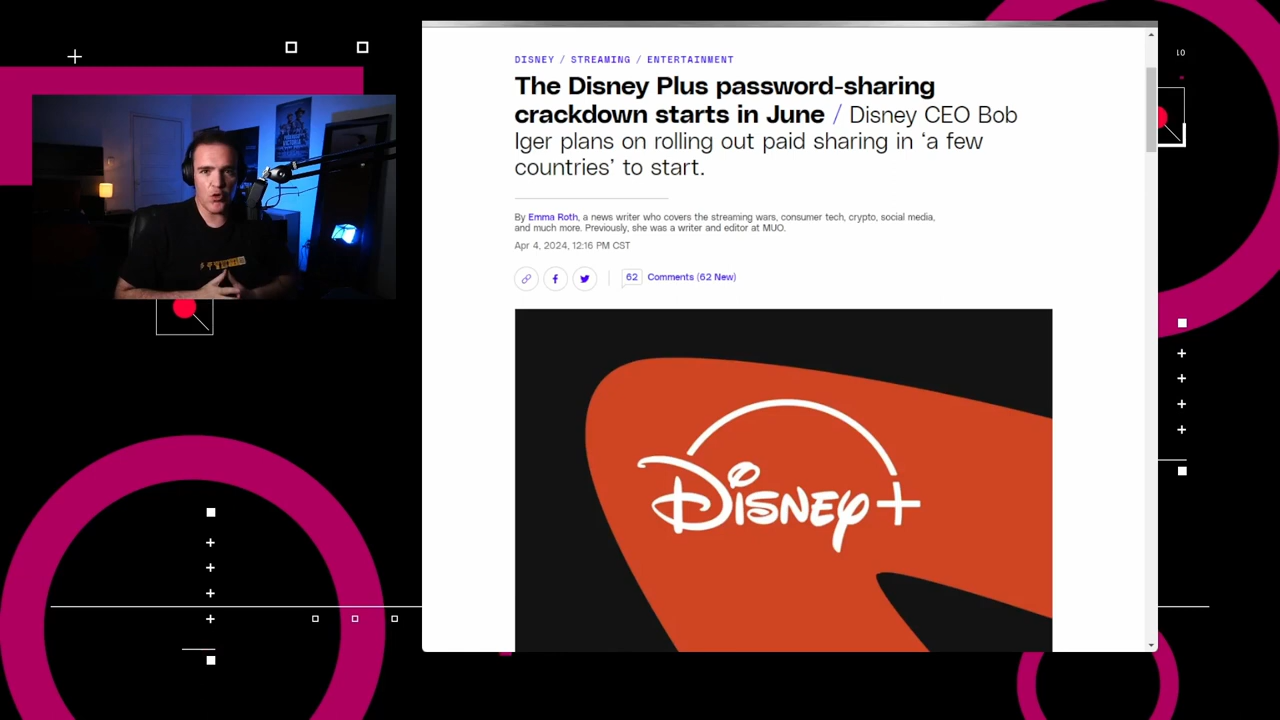 DISNEY / STREAMING / ENTERTAINMENT
The Disney Plus password-sharing
crackdown starts in June / Disney CEO Bob
Iger plans on rolling out paid sharing in ‘a few
countries’ to start.
By Emma Roth, a news writer who covers the streaming wars, consumer tech, crypto, social media,
and much more. Previously, she was a writer and editor at MUO.
Apr 4, 2024, 12:16 PM CST
62 Comments (62 New)
Disney+